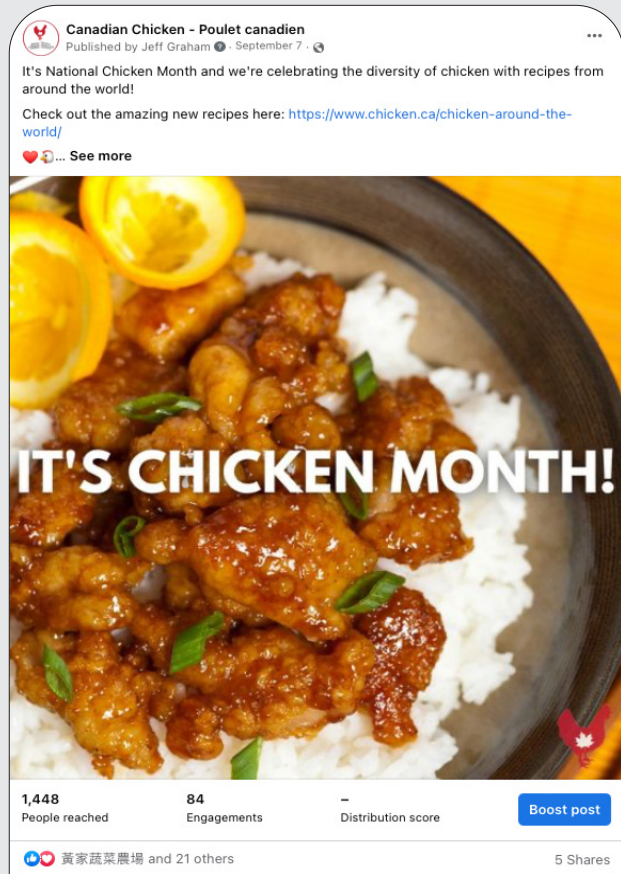 Canadian Chicken - Poulet canadien
Published by Jeff Graham · September 7 ·
It's National Chicken Month and we're celebrating the diversity of chicken with recipes from
around the world!
Check out the amazing new recipes here: https://www.chicken.ca/chicken-around-the-
world/
... See more
IT'S CHICKEN MONTH!
1,448
People reached
84
Engagements
–
Distribution score
Boost post
黃家蔬菜農場 and 21 others
5 Shares